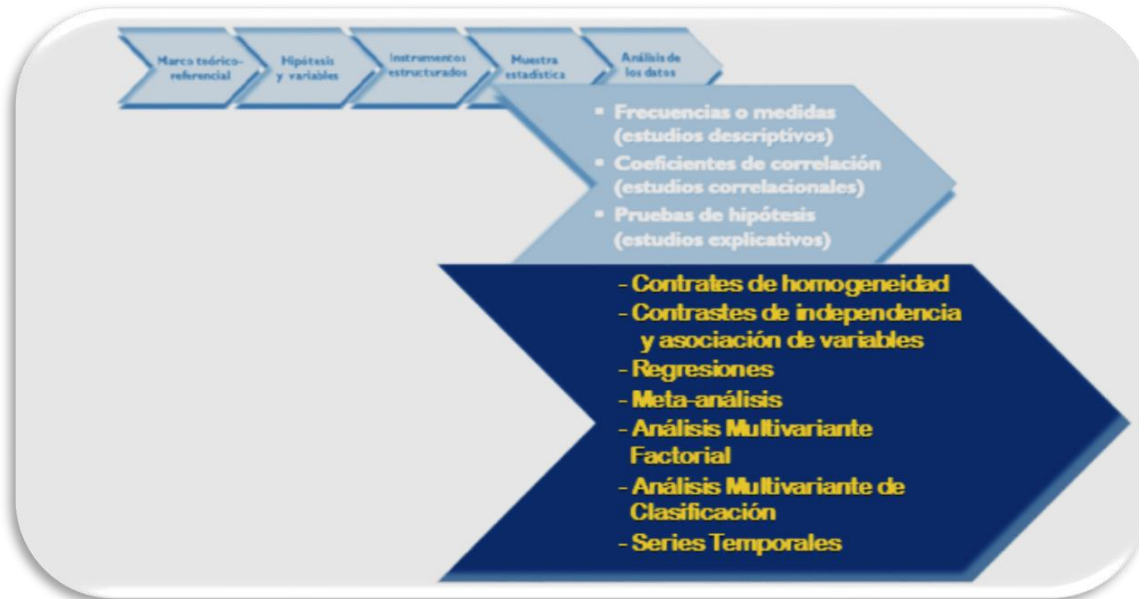 Marco teórico-
referencial
Hipótesis
y variables
Instrumentos
estructurados
Muestra
estadística
Análisis de
los datos
▪ Frecuencias o medidas
(estudios descriptivos)
▪ Coeficientes de correlación
(estudios correlacionales)
▪ Pruebas de hipótesis
(estudios explicativos)
- Contrates de homogeneidad
- Contrastes de independencia
y asociación de variables
- Regresiones
- Meta-análisis
- Análisis Multivariante
Factorial
- Análisis Multivariante de
Clasificación
- Series Temporales